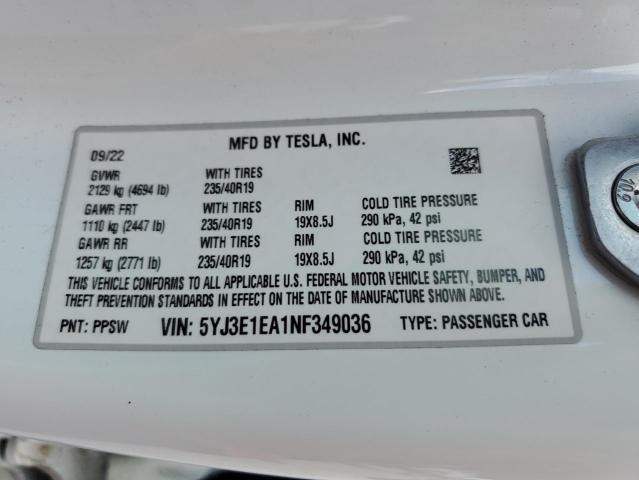 MFD BY TESLA, INC.
09/22
GVWR WITH TIRES
2129 kg (4694 lb) 235/40R19
GAWR FRT WITH TIRES RIM COLD TIRE PRESSURE
1110 kg (2447 lb) 235/40R19 19X8.5J 290 kPa, 42 psi
GAWR RR WITH TIRES RIM COLD TIRE PRESSURE
1257 kg (2771 lb) 235/40R19 19X8.5J 290 kPa, 42 psi
THIS VEHICLE CONFORMS TO ALL APPLICABLE U.S. FEDERAL MOTOR VEHICLE SAFETY, BUMPER, AND
THEFT PREVENTION STANDARDS IN EFFECT ON THE DATE OF MANUFACTURE SHOWN ABOVE.
PNT: PPSW VIN: 5YJ3E1EA1NF349036 TYPE: PASSENGER CAR
10.9